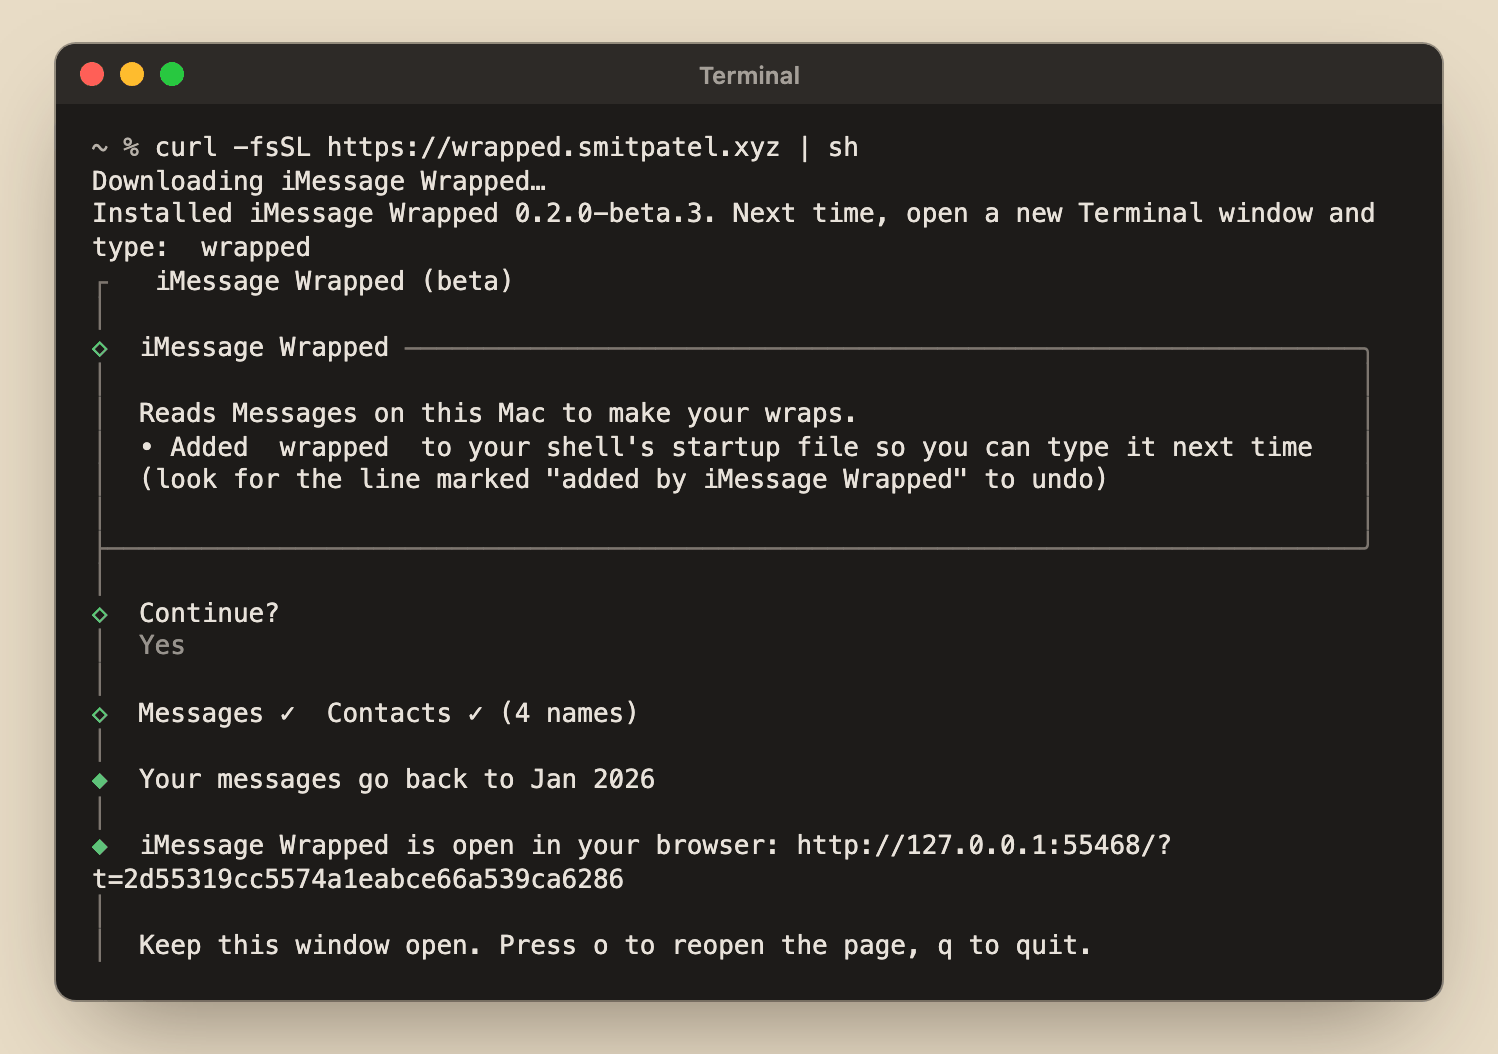 Terminal
~ % curl -fsSL https://wrapped.smitpatel.xyz | sh
Downloading iMessage Wrapped…
Installed iMessage Wrapped 0.2.0-beta.3. Next time, open a new Terminal window and
type:  wrapped
iMessage Wrapped (beta)
iMessage Wrapped
Reads Messages on this Mac to make your wraps.
• Added  wrapped  to your shell's startup file so you can type it next time
(look for the line marked "added by iMessage Wrapped" to undo)
Continue?
Yes
Messages ✓  Contacts ✓ (4 names)
Your messages go back to Jan 2026
iMessage Wrapped is open in your browser: http://127.0.0.1:55468/?
t=2d55319cc5574a1eabce66a539ca6286
Keep this window open. Press o to reopen the page, q to quit.